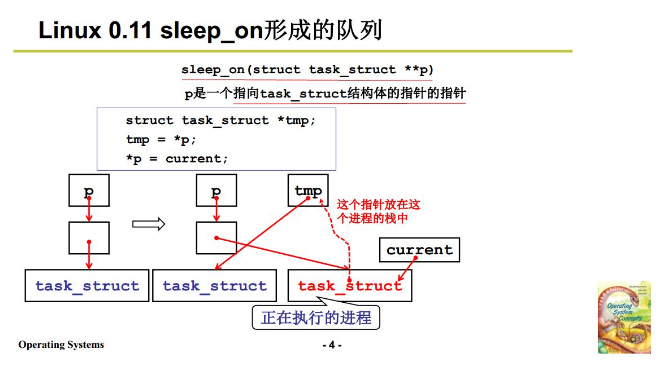 Linux 0.11 sleep_on形成的队列
sleep_on(struct task_struct **p)
p是一个指向task_struct结构体的指针的指针
struct task_struct *tmp;
tmp = *p;
*p = current;
p
p
tmp
这个指针放在这
个进程的栈中
current
task_struct
task_struct
task_struct
正在执行的进程
Operating
System
Concepts
Operating Systems
- 4 -